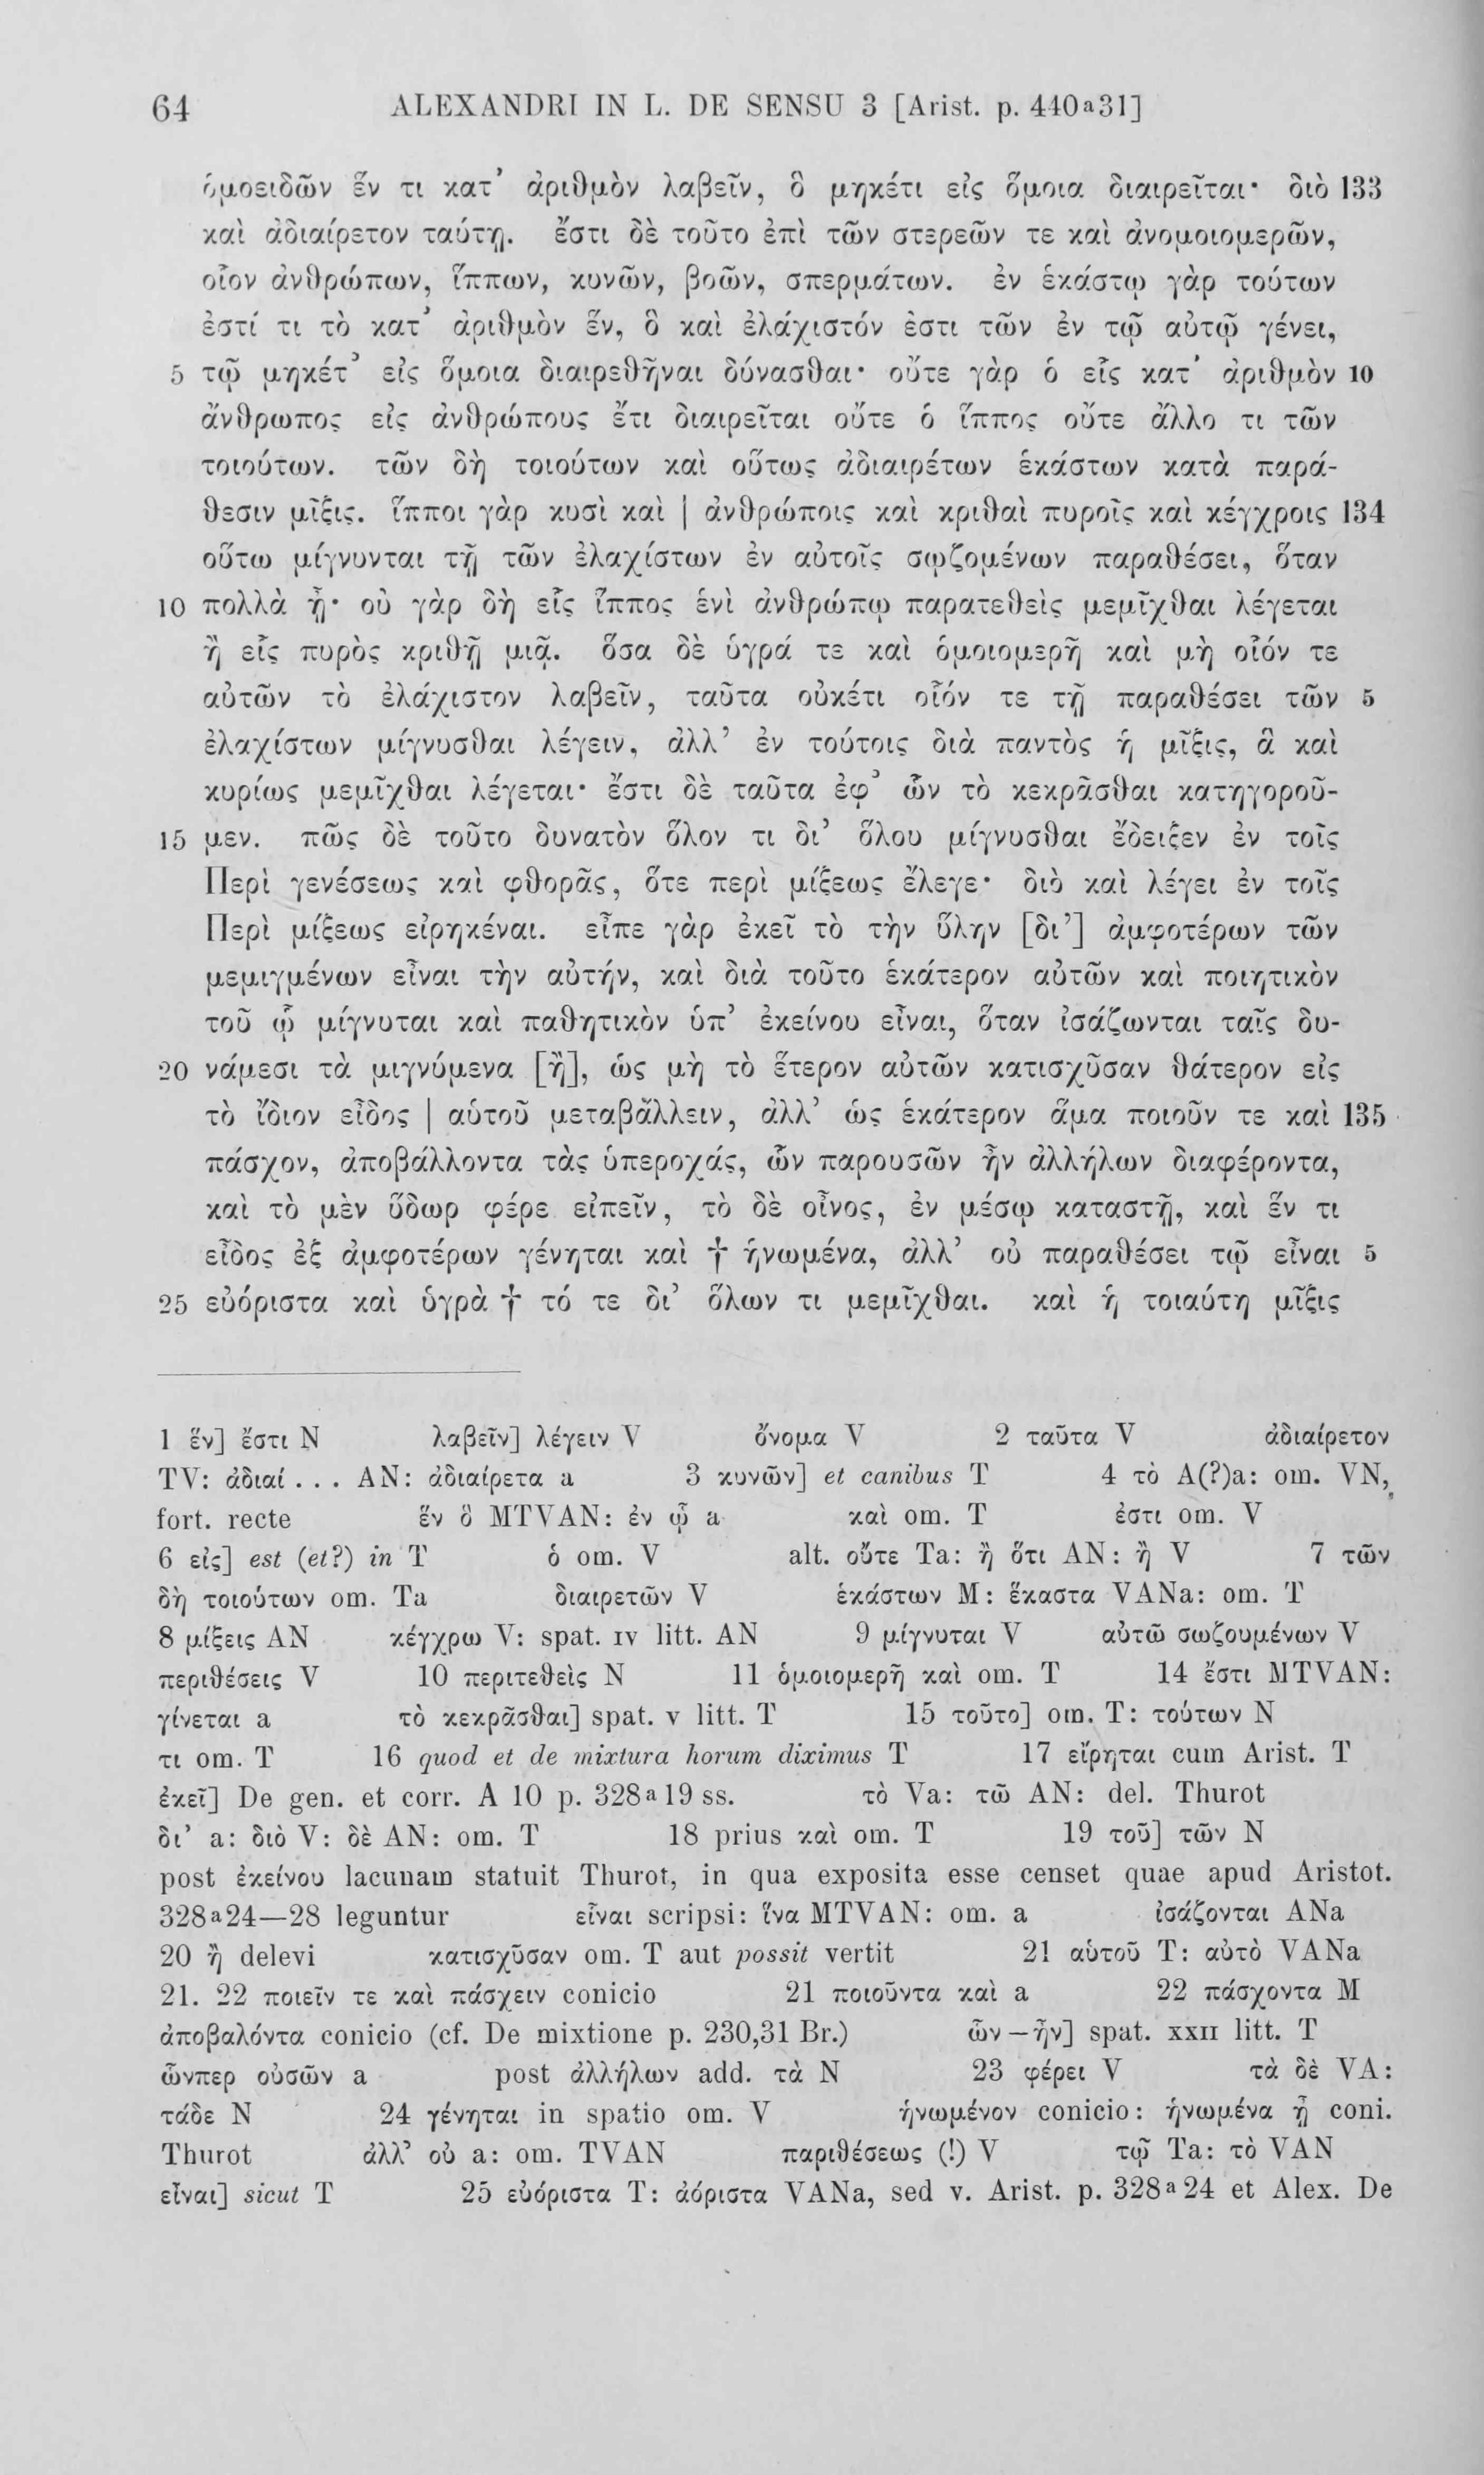 64 ALEXANDRI IN L. DE SENSU 3 [Arist. p. 440a31]
ὁμοειδῶν ἕν τι κατ’ ἀριθμὸν λαβεῖν, ὃ μηκέτι εἰς ὅμοια διαιρεῖται· διὸ 133
καὶ ἀδιαίρετον ταύτῃ. ἔστι δὲ τοῦτο ἐπὶ τῶν στερεῶν τε καὶ ἀνομοιομερῶν,
οἷον ἀνθρώπων, ἵππων, κυνῶν, βοῶν, σπερμάτων. ἐν ἑκάστῳ γὰρ τούτων
ἐστί τι τὸ κατ’ ἀριθμὸν ἕν, ὃ καὶ ἐλάχιστόν ἐστι τῶν ἐν τῷ αὐτῷ γένει,
5 τῷ μηκέτ’ εἰς ὅμοια διαιρεθῆναι δύνασθαι· οὔτε γὰρ ὁ εἷς κατ’ ἀριθμὸν 10
ἄνθρωπος εἰς ἀνθρώπους ἔτι διαιρεῖται οὔτε ὁ ἵππος οὔτε ἄλλο τι τῶν
τοιούτων. τῶν δὴ τοιούτων καὶ οὕτως ἀδιαιρέτων ἑκάστων κατὰ παρά-
θεσιν μῖξις. ἵπποι γὰρ κυσὶ καὶ | ἀνθρώποις καὶ κριθαὶ πυροῖς καὶ κέγχροις 134
οὕτω μίγνυνται τῇ τῶν ἐλαχίστων ἐν αὐτοῖς σῳζομένων παραθέσει, ὅταν
10 πολλὰ ᾖ· οὐ γὰρ δὴ εἷς ἵππος ἑνὶ ἀνθρώπῳ παρατεθεὶς μεμῖχθαι λέγεται
ἢ εἷς πυρὸς κριθῇ μιᾷ. ὅσα δὲ ὑγρά τε καὶ ὁμοιομερῆ καὶ μὴ οἷόν τε
αὐτῶν τὸ ἐλάχιστον λαβεῖν, ταῦτα οὐκέτι οἷόν τε τῇ παραθέσει τῶν 5
ἐλαχίστων μίγνυσθαι λέγειν, ἀλλ’ ἐν τούτοις διὰ παντὸς ἡ μῖξις, ἃ καὶ
κυρίως μεμῖχθαι λέγεται· ἔστι δὲ ταῦτα ἐφ’ ὧν τὸ κεκρᾶσθαι κατηγοροῦ-
15 μεν. πῶς δὲ τοῦτο δυνατὸν ὅλον τι δι’ ὅλου μίγνυσθαι ἔδειξεν ἐν τοῖς
Περὶ γενέσεως καὶ φθορᾶς, ὅτε περὶ μίξεως ἔλεγε· διὸ καὶ λέγει ἐν τοῖς
Περὶ μίξεως εἰρηκέναι. εἶπε γὰρ ἐκεῖ τὸ τὴν ὕλην [δι’] ἀμφοτέρων τῶν
μεμιγμένων εἶναι τὴν αὐτήν, καὶ διὰ τοῦτο ἑκάτερον αὐτῶν καὶ ποιητικὸν
τοῦ ᾧ μίγνυται καὶ παθητικὸν ὑπ’ ἐκείνου εἶναι, ὅταν ἰσάζωνται ταῖς δυ-
20 νάμεσι τὰ μιγνύμενα [ἢ], ὡς μὴ τὸ ἕτερον αὐτῶν κατισχῦσαν θάτερον εἰς
τὸ ἴδιον εἶδος | αὑτοῦ μεταβάλλειν, ἀλλ’ ὡς ἑκάτερον ἅμα ποιοῦν τε καὶ 135
πάσχον, ἀποβάλλοντα τὰς ὑπεροχάς, ὧν παρουσῶν ἦν ἀλλήλων διαφέροντα,
καὶ τὸ μὲν ὕδωρ φέρε εἰπεῖν, τὸ δὲ οἶνος, ἐν μέσῳ καταστῇ, καὶ ἕν τι
εἶδος ἐξ ἀμφοτέρων γένηται καὶ † ἡνωμένα, ἀλλ’ οὐ παραθέσει τῷ εἶναι 5
25 εὐόριστα καὶ ὑγρὰ † τό τε δι’ ὅλων τι μεμῖχθαι. καὶ ἡ τοιαύτη μῖξις
1 ἕν] ἔστι N λαβεῖν] λέγειν V ὄνομα V 2 ταῦτα V ἀδιαίρετον
TV: ἀδιαί . . . AN: ἀδιαίρετα a 3 κυνῶν] et canibus T 4 τὸ A(?)a: om. VN,
fort. recte ἕν ὃ MTVAN: ἐν ᾧ a καὶ om. T ἐστι om. V
6 εἰς] est (et?) in T ὁ om. V alt. οὔτε Ta: ἢ ὅτι AN: ἢ V 7 τῶν
δὴ τοιούτων om. Ta διαιρετῶν V ἑκάστων M: ἕκαστα VANa: om. T
8 μίξεις AN κέγχρω V: spat. IV litt. AN 9 μίγνυται V αὐτῶ σωζουμένων V
περιθέσεις V 10 περιτεθεὶς N 11 ὁμοιομερῆ καὶ om. T 14 ἔστι MTVAN:
γίνεται a τὸ κεκρᾶσθαι] spat. V litt. T 15 τοῦτο] om. T: τούτων N
τι om. T 16 quod et de mixtura horum diximus T 17 εἴρηται cum Arist. T
ἐκεῖ] De gen. et corr. A 10 p. 328a19 ss. τὸ Va: τῶ AN: del. Thurot
δι’ a: διὸ V: δὲ AN: om. T 18 prius καὶ om. T 19 τοῦ] τῶν N
post ἐκείνου lacunam statuit Thurot, in qua exposita esse censet quae apud Aristot.
328a24—28 leguntur εἶναι scripsi: ἵνα MTVAN: om. a ἰσάζονται ANa
20 ἢ delevi κατισχῦσαν om. T aut possit vertit 21 αὑτοῦ T: αὐτὸ VANa
21. 22 ποιεῖν τε καὶ πάσχειν conicio 21 ποιοῦντα καὶ a 22 πάσχοντα M
ἀποβαλόντα conicio (cf. De mixtione p. 230,31 Br.) ὧν—ἦν] spat. XXII litt. T
ὧνπερ οὐσῶν a post ἀλλήλων add. τὰ N 23 φέρει V τὰ δὲ VA:
τάδε N 24 γένηται in spatio om. V ἡνωμένον conicio: ἡνωμένα ᾖ coni.
Thurot ἀλλ’ οὐ a: om. TVAN παριθέσεως (!) V τῷ Ta: τὸ VAN
εἶναι] sicut T 25 εὐόριστα T: ἀόριστα VANa, sed v. Arist. p. 328a24 et Alex. De